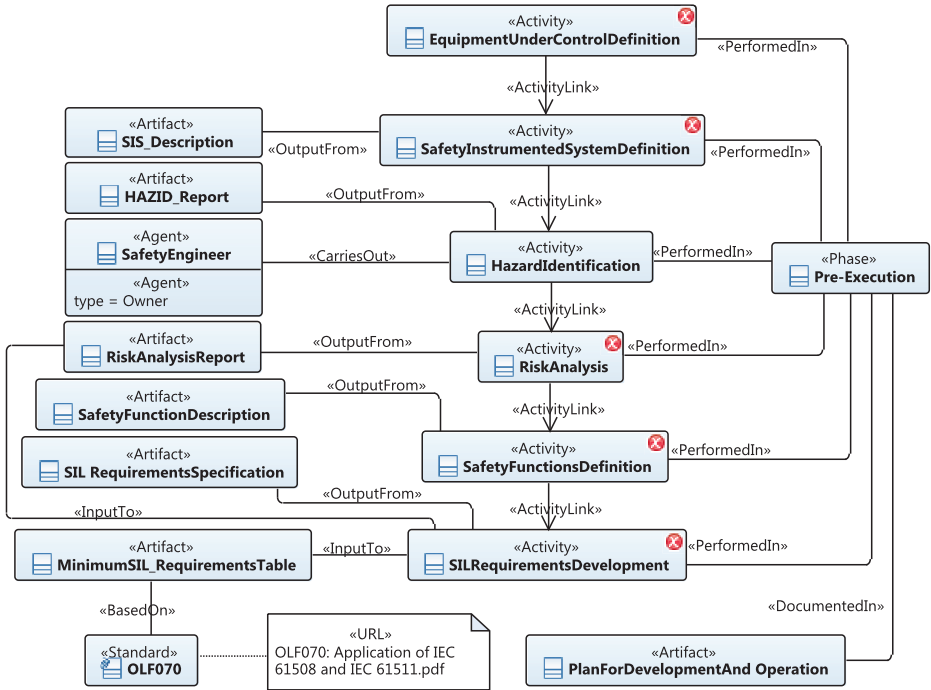 «Activity»
EquipmentUnderControlDefinition
«PerformedIn»
«ActivityLink»
«Artifact»
SIS_Description
«OutputFrom»
«Activity»
SafetyInstrumentedSystemDefinition
«PerformedIn»
«Artifact»
HAZID_Report
«OutputFrom»
«ActivityLink»
«Agent»
SafetyEngineer
«Agent»
type = Owner
«CarriesOut»
«Activity»
HazardIdentification
«PerformedIn»
«Phase»
Pre-Execution
«ActivityLink»
«Artifact»
RiskAnalysisReport
«OutputFrom»
«Activity»
RiskAnalysis
«PerformedIn»
«Artifact»
SafetyFunctionDescription
«OutputFrom»
«ActivityLink»
«Artifact»
SIL RequirementsSpecification
«Activity»
SafetyFunctionsDefinition
«PerformedIn»
«OutputFrom»
«InputTo»
«ActivityLink»
«Artifact»
MinimumSIL_RequirementsTable
«InputTo»
«Activity»
SILRequirementsDevelopment
«PerformedIn»
«BasedOn»
«DocumentedIn»
«Standard»
OLF070
«URL»
OLF070: Application of IEC
61508 and IEC 61511.pdf
«Artifact»
PlanForDevelopmentAnd Operation